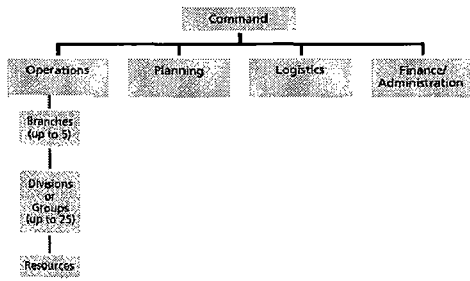 Command
Operations
Planning
Logistics
Finance/
Administration
Branches
(up to 5)
Divisions
or
Groups
(up to 25)
Resources